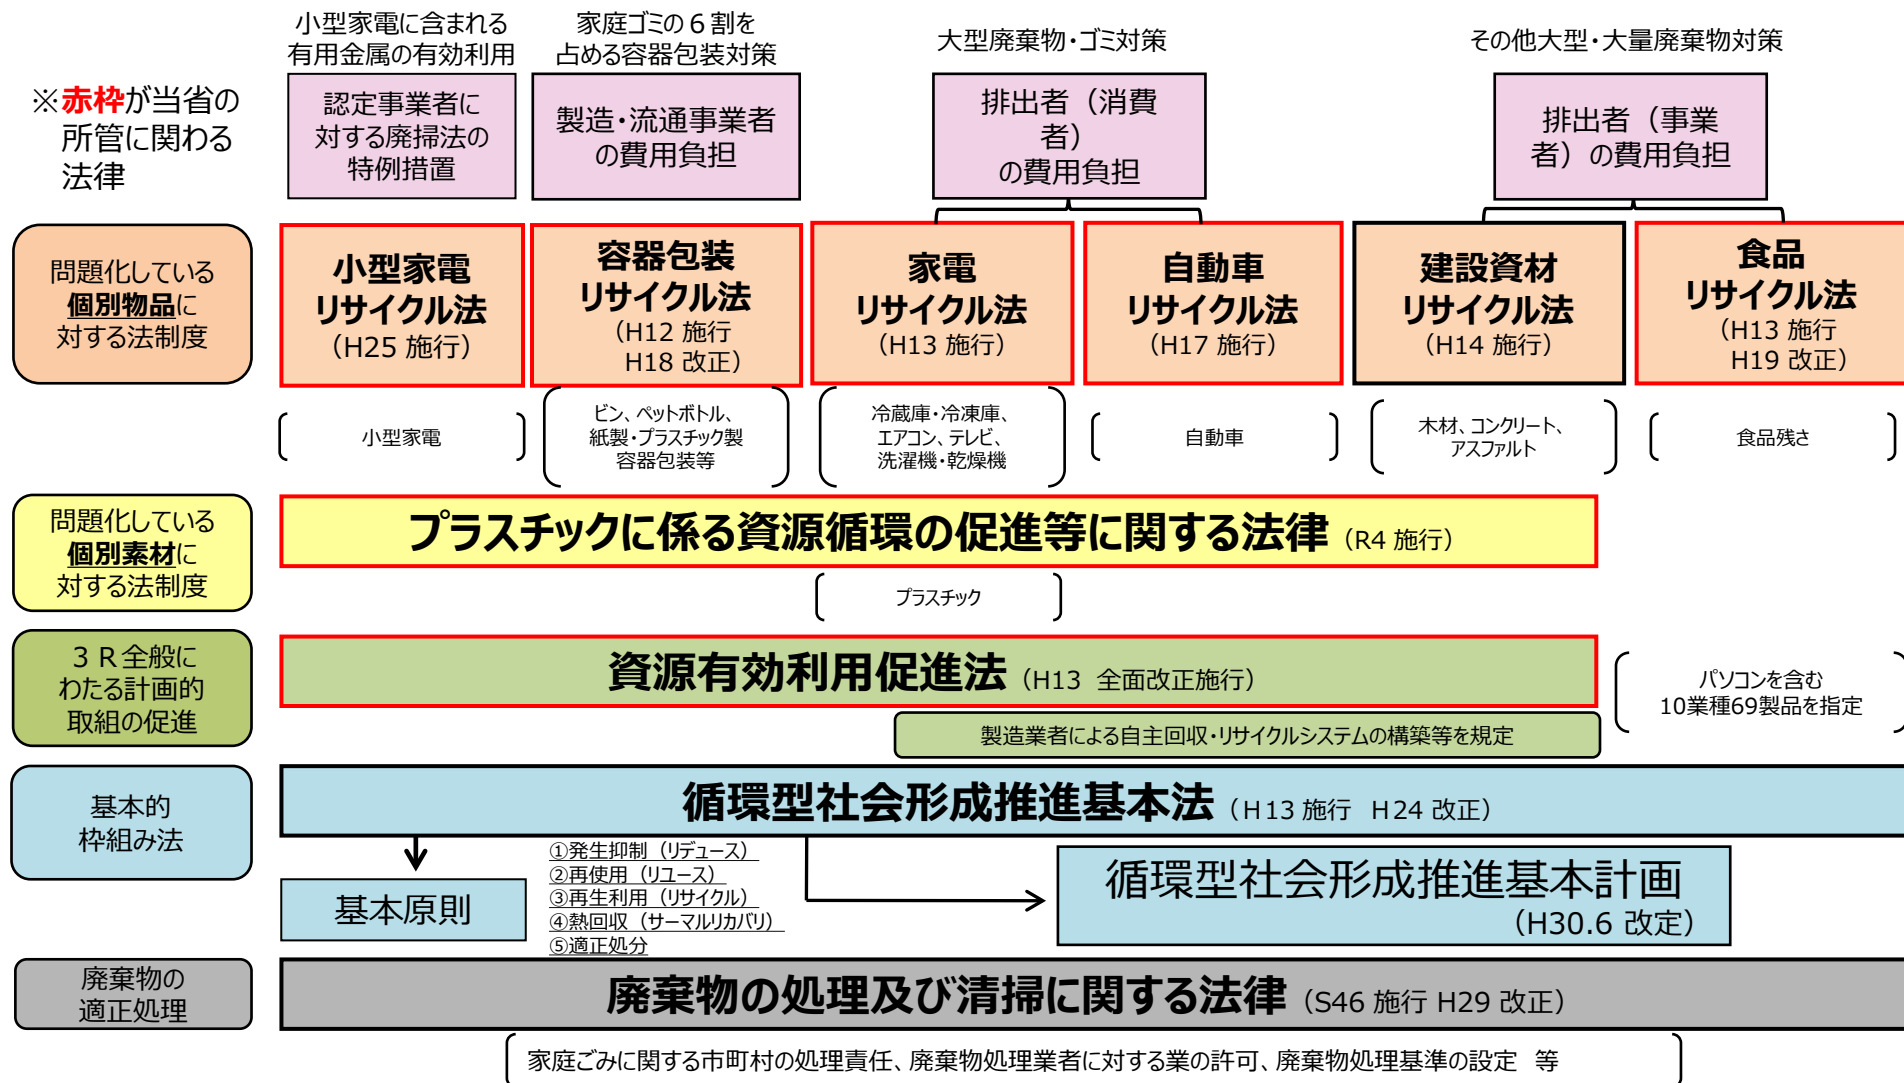 小型家電に含まれる
有用金属の有効利用
家庭ゴミの６割を
占める容器包装対策
大型廃棄物・ゴミ対策
その他大型・大量廃棄物対策
※赤枠が当省の
所管に関わる
法律
認定事業者に
対する廃掃法の
特例措置
製造・流通事業者
の費用負担
排出者（消費
者）
の費用負担
排出者（事業
者）の費用負担
問題化している
個別物品に
対する法制度
小型家電
リサイクル法
（H25 施行）
容器包装
リサイクル法
（H12 施行
H18 改正）
家電
リサイクル法
（H13 施行）
自動車
リサイクル法
（H17 施行）
建設資材
リサイクル法
（H14 施行）
食品
リサイクル法
（H13 施行
H19 改正）
小型家電
ビン、ペットボトル、
紙製・プラスチック製
容器包装等
冷蔵庫・冷凍庫、
エアコン、テレビ、
洗濯機・乾燥機
自動車
木材、コンクリート、
アスファルト
食品残さ
問題化している
個別素材に
対する法制度
プラスチックに係る資源循環の促進等に関する法律（R4 施行）
プラスチック
３Ｒ全般に
わたる計画的
取組の促進
資源有効利用促進法（H13 全面改正施行）
製造業者による自主回収・リサイクルシステムの構築等を規定
パソコンを含む
10業種69製品を指定
基本的
枠組み法
循環型社会形成推進基本法（H13 施行 H24 改正）
基本原則
①発生抑制（リデュース）
②再使用（リユース）
③再生利用（リサイクル）
④熱回収（サーマルリカバリ）
⑤適正処分
循環型社会形成推進基本計画
（H30.6 改定）
廃棄物の
適正処理
廃棄物の処理及び清掃に関する法律（S46 施行 H29 改正）
家庭ごみに関する市町村の処理責任、廃棄物処理業者に対する業の許可、廃棄物処理基準の設定 等